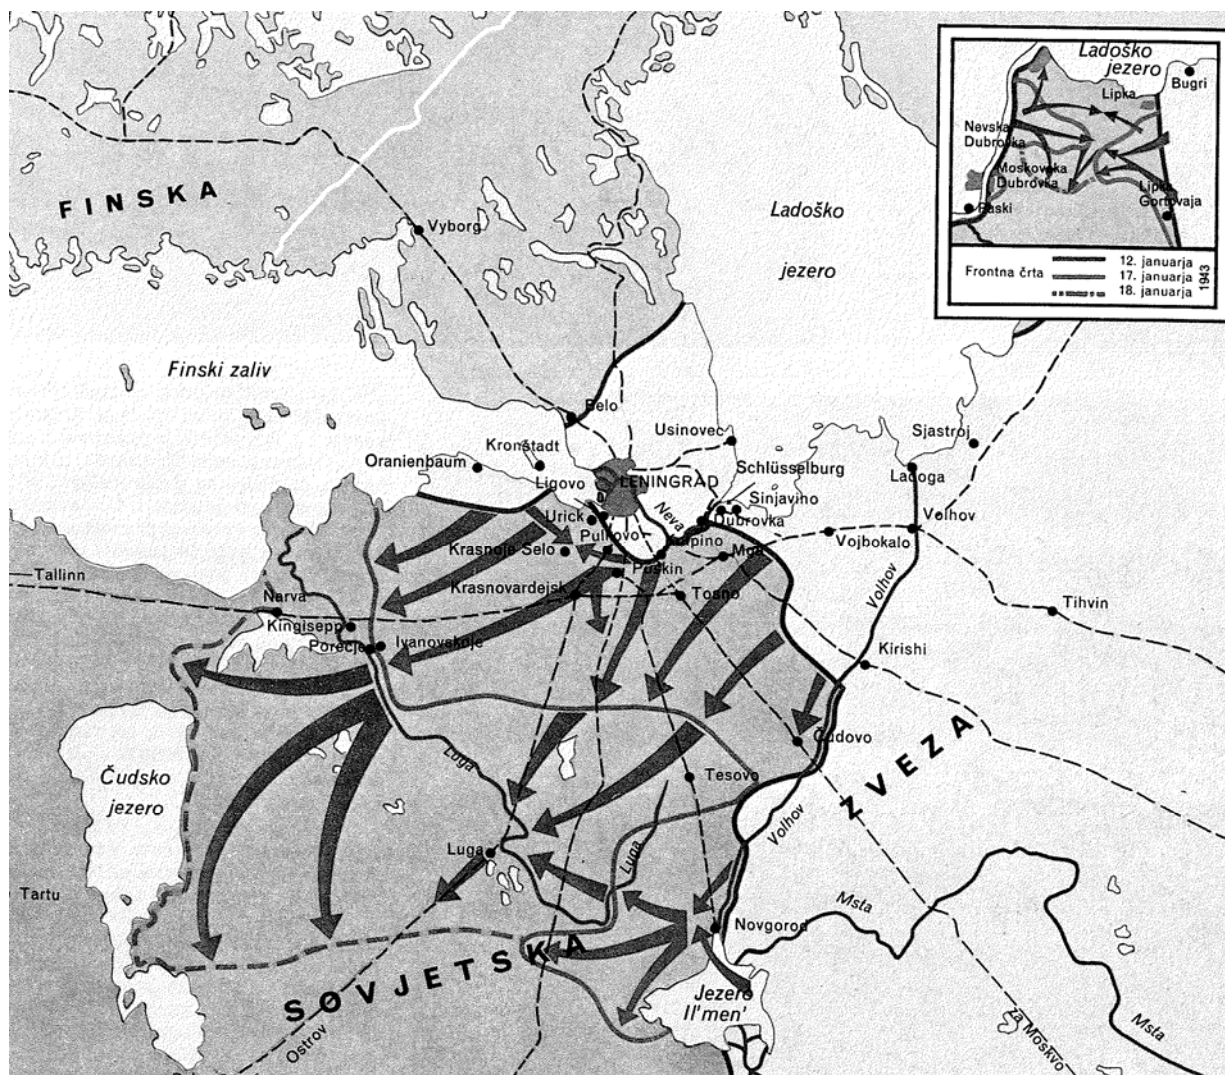 Ladoško
jezero
Bugri
Lipka
Nevska
Dubrovka
Moskovska
Dubrovka
Lipka
Gortovaja
Paski
Frontna črta
12. januarja
17. januarja
18. januarja
1943
FINSKA
Vyborg
Ladoško
jezero
Finski zaliv
Belo
Usinovec
Sjastroj
Kronštadt
Oranienbaum
Ligovo
LENINGRAD
Schlüsselburg
Ladoga
Sinjavino
Urick
Neva
Dubrovka
Volhov
Pulkovo
Vojbokalo
Krasnoje Selo
Puškin
Mga
Tallinn
Krasnovardejsk
Tosno
Volhov
Tihvin
Narva
Kingisepp
Ivanovskoje
Porečje
Kirishi
Čudovo
Luga
Tesovo
Čudsko
jezero
ZVEZA
Volhov
Luga
Luga
Tartu
Msta
Novgorod
SOVJETSKA
Jezero
Il'men'
Ostrov
za Moskvo
Msta